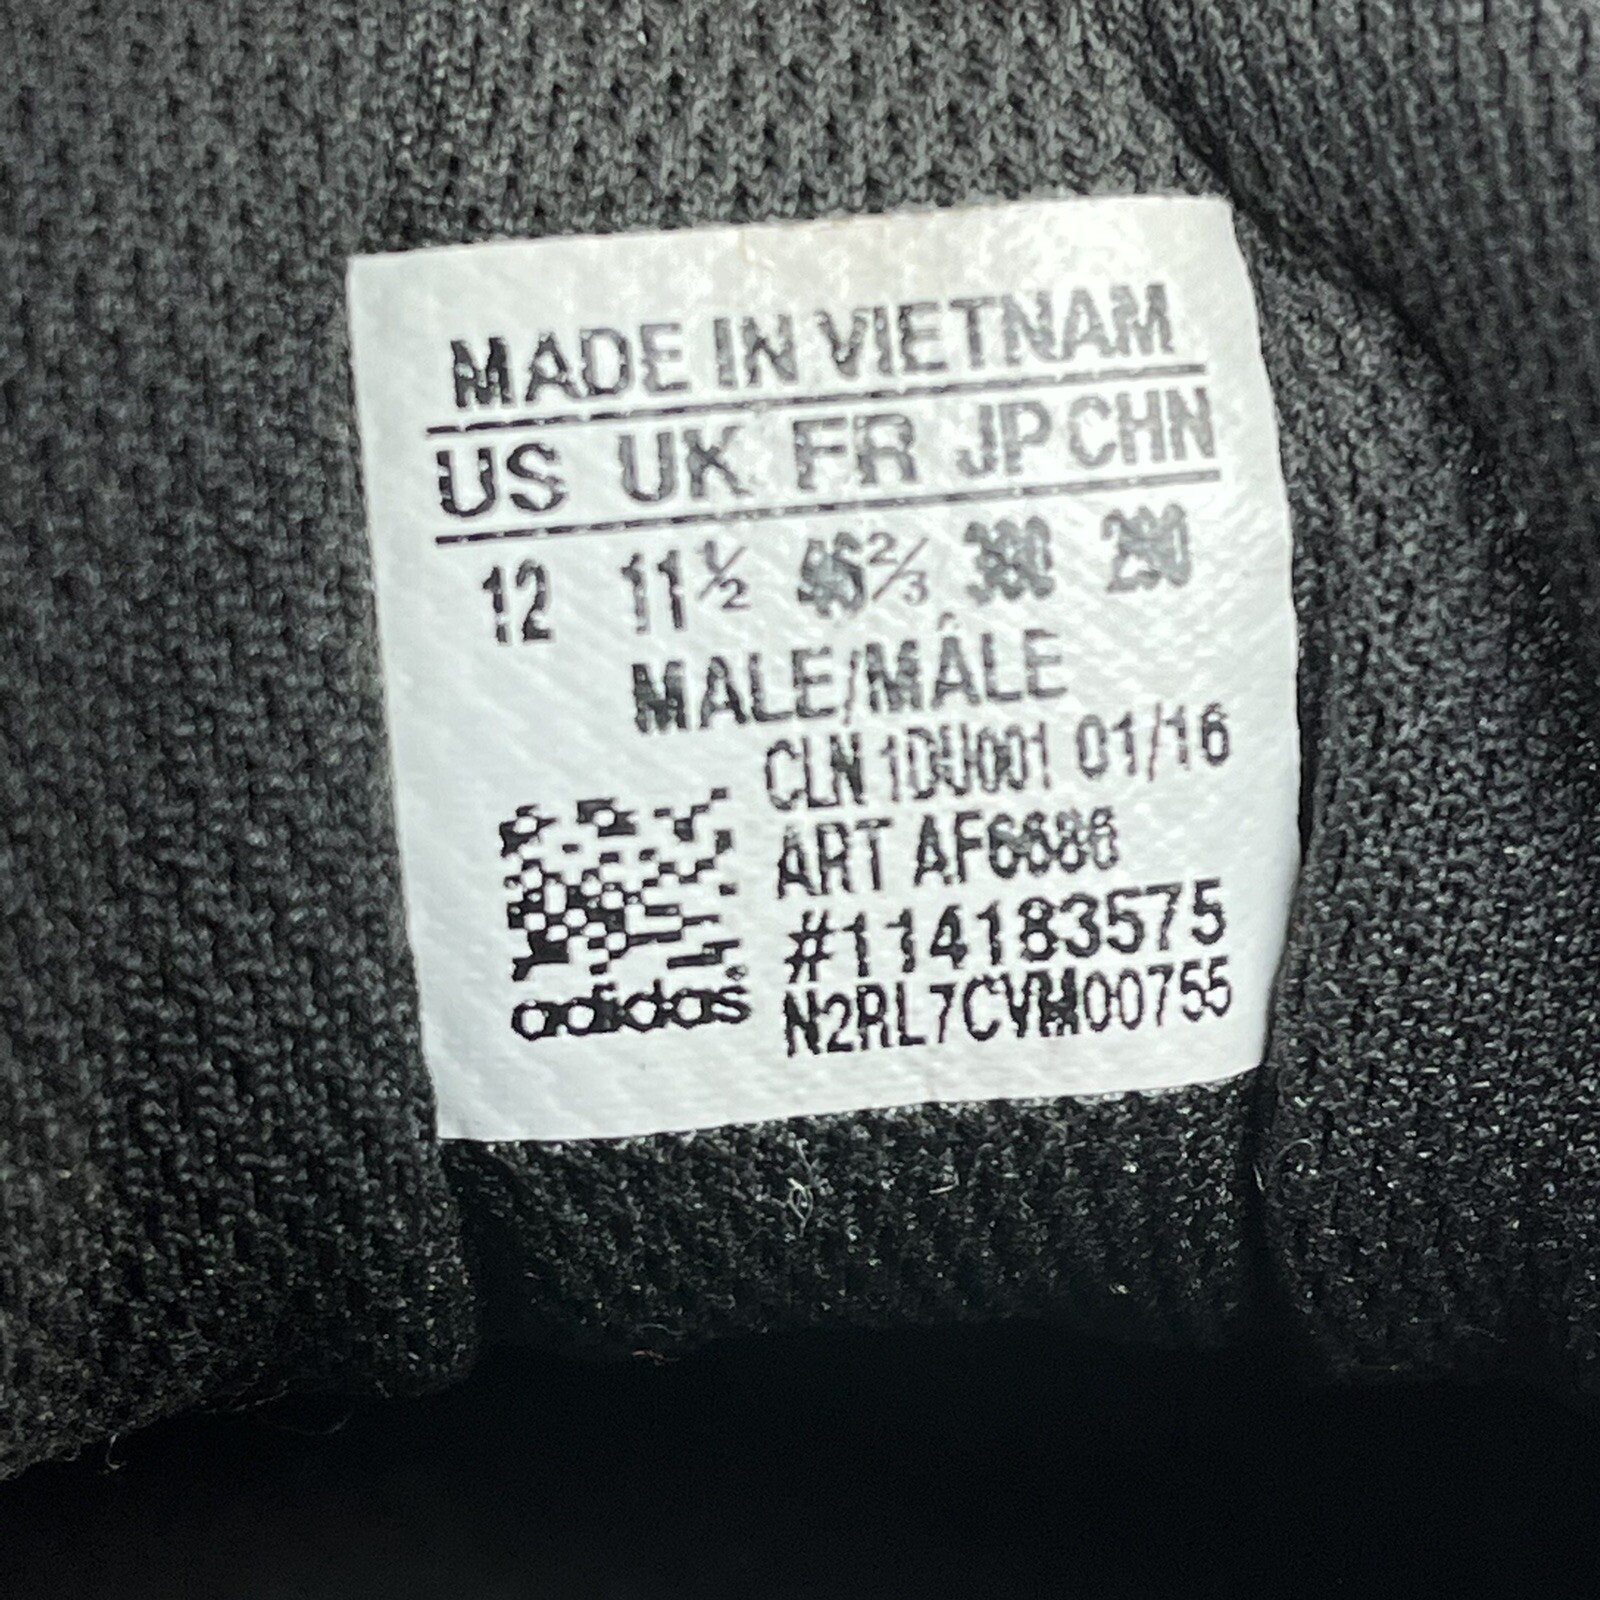 MADE IN VIETNAM
US UK FR JP CHN
12 11½ 46⅔ 290
MALE/MÂLE
CLN 1DU001 01/16
ART AF6686
#114183575
N2RL7CVM00755
adidas